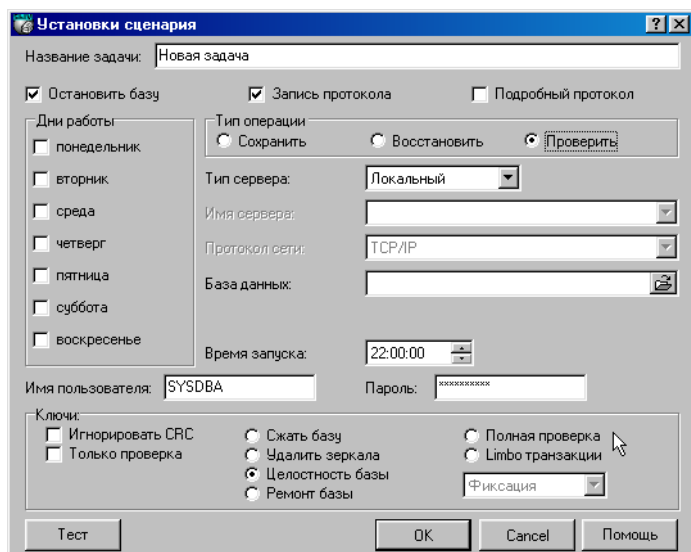 Установки сценария
Название задачи: Новая задача
Остановить базу Запись протокола Подробный протокол
Дни работы
понедельник
вторник
среда
четверг
пятница
суббота
воскресенье
Тип операции
Сохранить Восстановить Проверить
Тип сервера: Локальный
Имя сервера:
Протокол сети: TCP/IP
База данных:
Время запуска: 22:00:00
Имя пользователя: SYSDBA Пароль: xxxxxxxxxx
Ключи:
Игнорировать CRC
Только проверка
Сжать базу
Удалить зеркала
Целостность базы
Ремонт базы
Полная проверка
Limbo транзакции
Фиксация
Тест OK Cancel Помощь